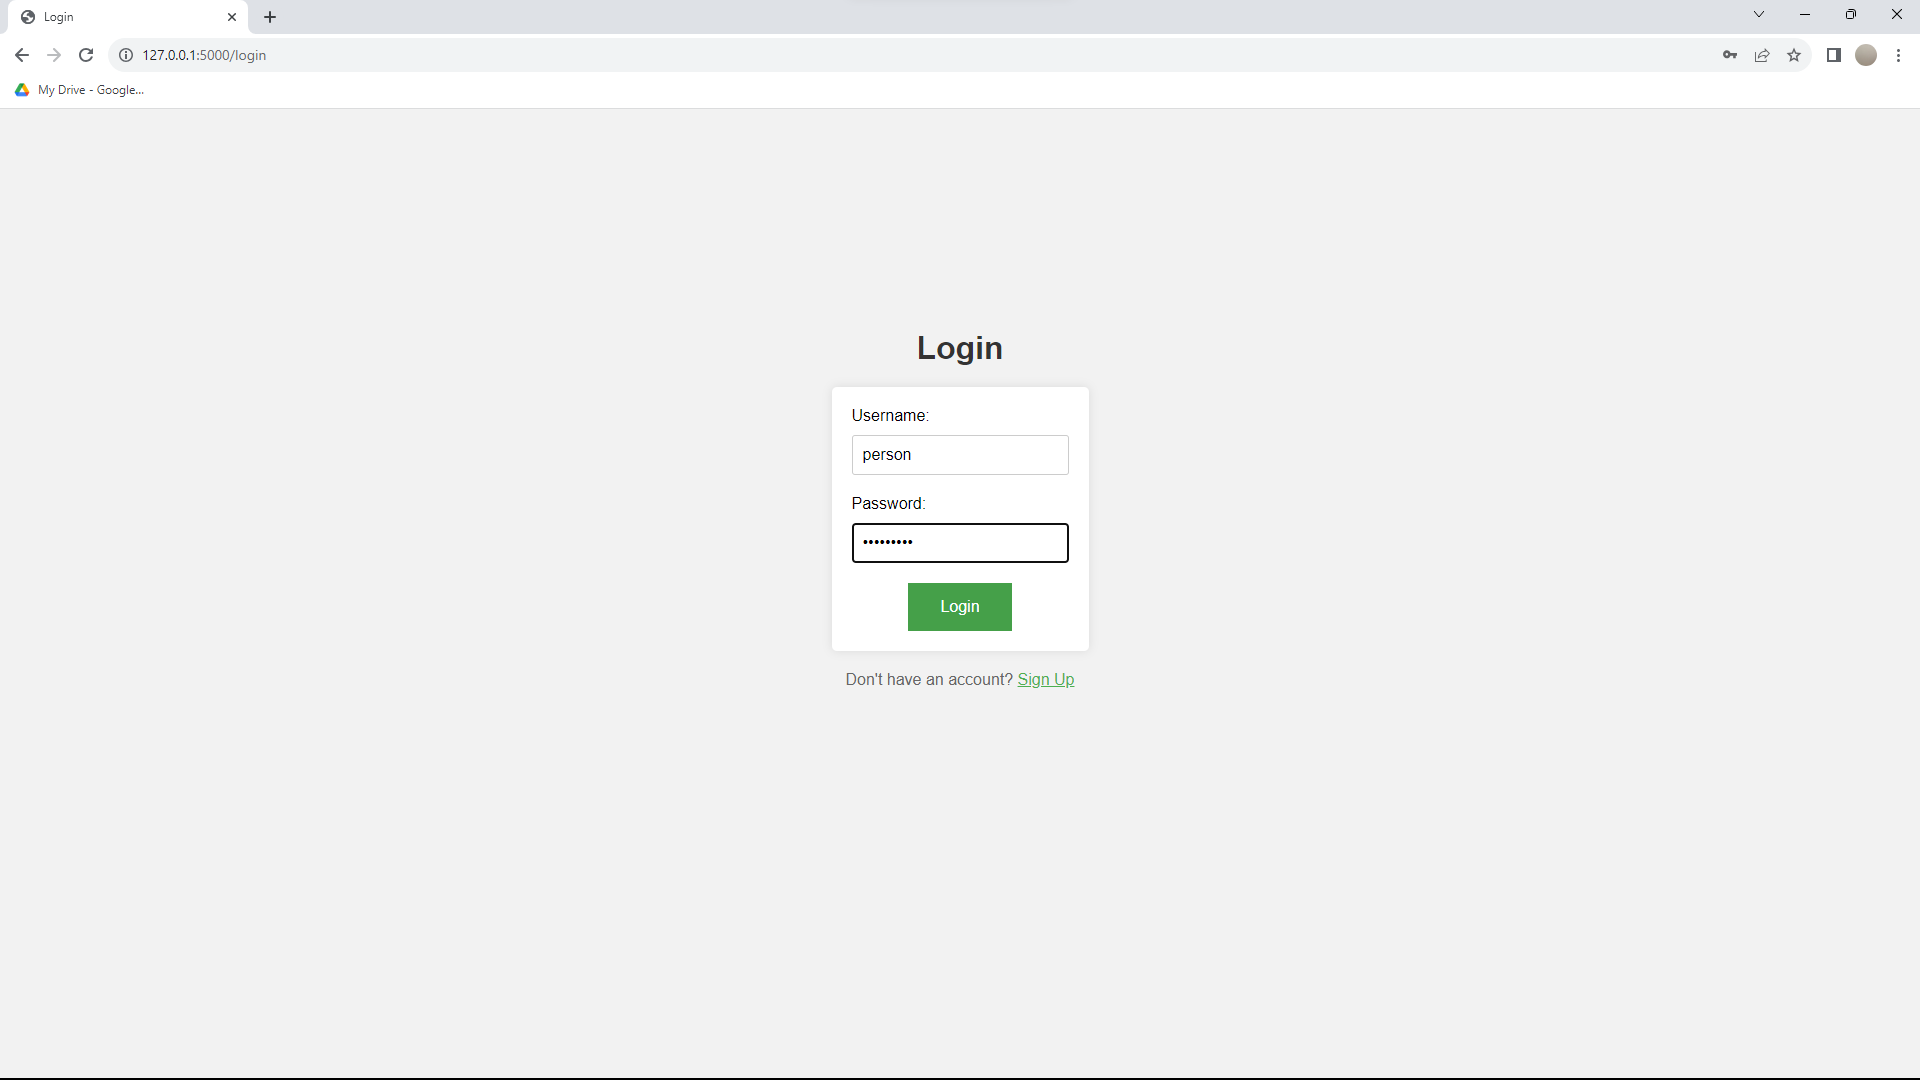 Login
127.0.0.1:5000/login
My Drive - Google...
Login
Username:
person
Password:
•••••••••
Login
Don't have an account? Sign Up